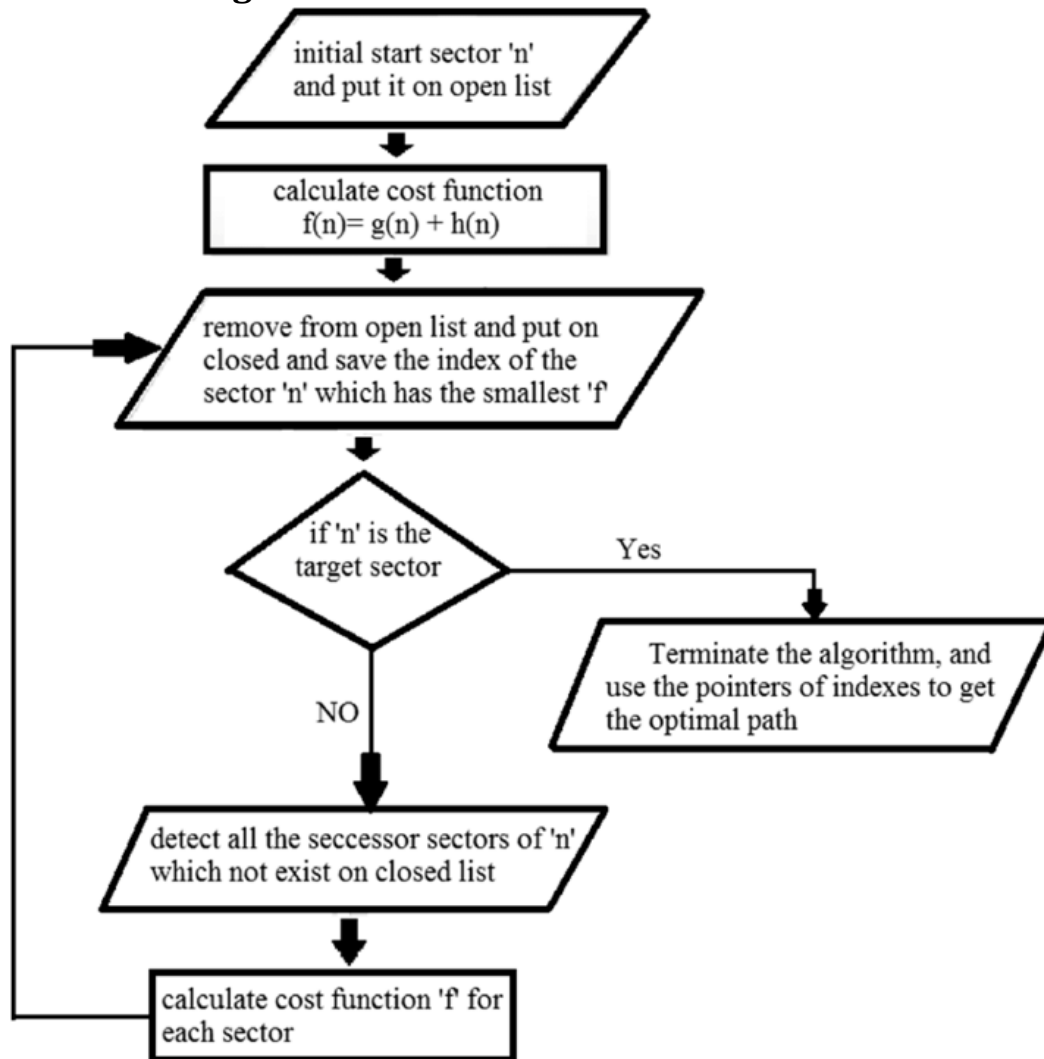 initial start sector 'n'
and put it on open list
calculate cost function
f(n)= g(n) + h(n)
remove from open list and put on
closed and save the index of the
sector 'n' which has the smallest 'f'
if 'n' is the
target sector
Yes
Terminate the algorithm, and
use the pointers of indexes to get
the optimal path
NO
detect all the seccessor sectors of 'n'
which not exist on closed list
calculate cost function 'f' for
each sector